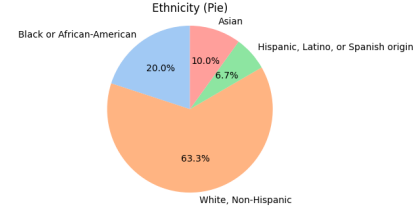 Ethnicity (Pie)
Asian
Black or African-American
Hispanic, Latino, or Spanish origin
10.0%
20.0%
6.7%
63.3%
White, Non-Hispanic